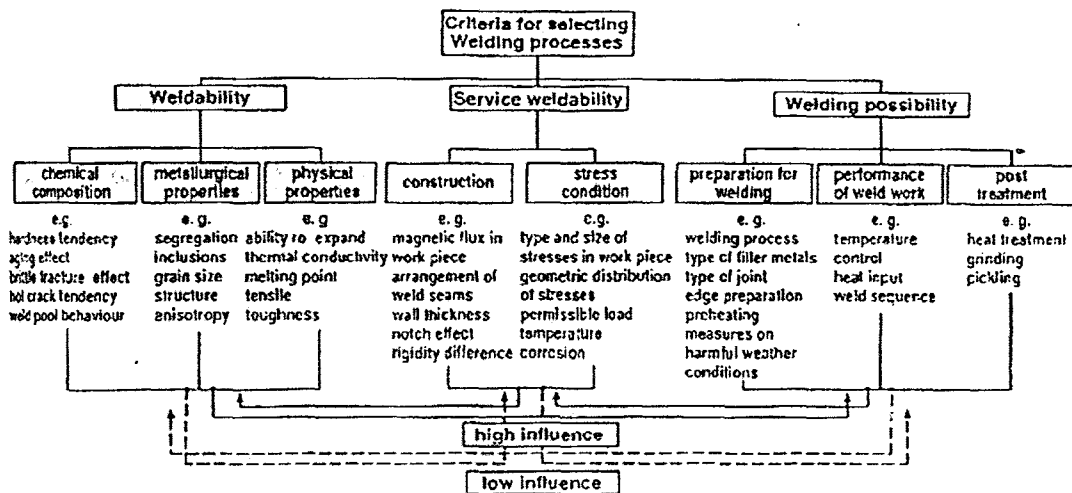 Criteria for selecting
Welding processes
Weldability
Service weldability
Welding possibility
chemical
composition
metallurgical
properties
physical
properties
construction
stress
condition
preparation for
welding
performance
of weld work
post
treatment
e.g.
hardness tendency
aging effect
brittle fracture effect
hot crack tendency
weld pool behaviour
e. g.
segregation
inclusions
grain size
structure
anisotropy
e. g
ability to expand
thermal conductivity
melting point
tensile
toughness
e. g.
magnetic flux in
work piece
arrangement of
weld seams
wall thickness
notch effect
rigidity difference
e.g.
type and size of
stresses in work piece
geometric distribution
of stresses
permissible load
temperature
corrosion
e. g.
welding process
type of filler metals
type of joint
edge preparation
preheating
measures on
harmful weather
conditions
e. g.
temperature
control
heat input
weld sequence
e. g.
heat treatment
grinding
pickling
high influence
low influence